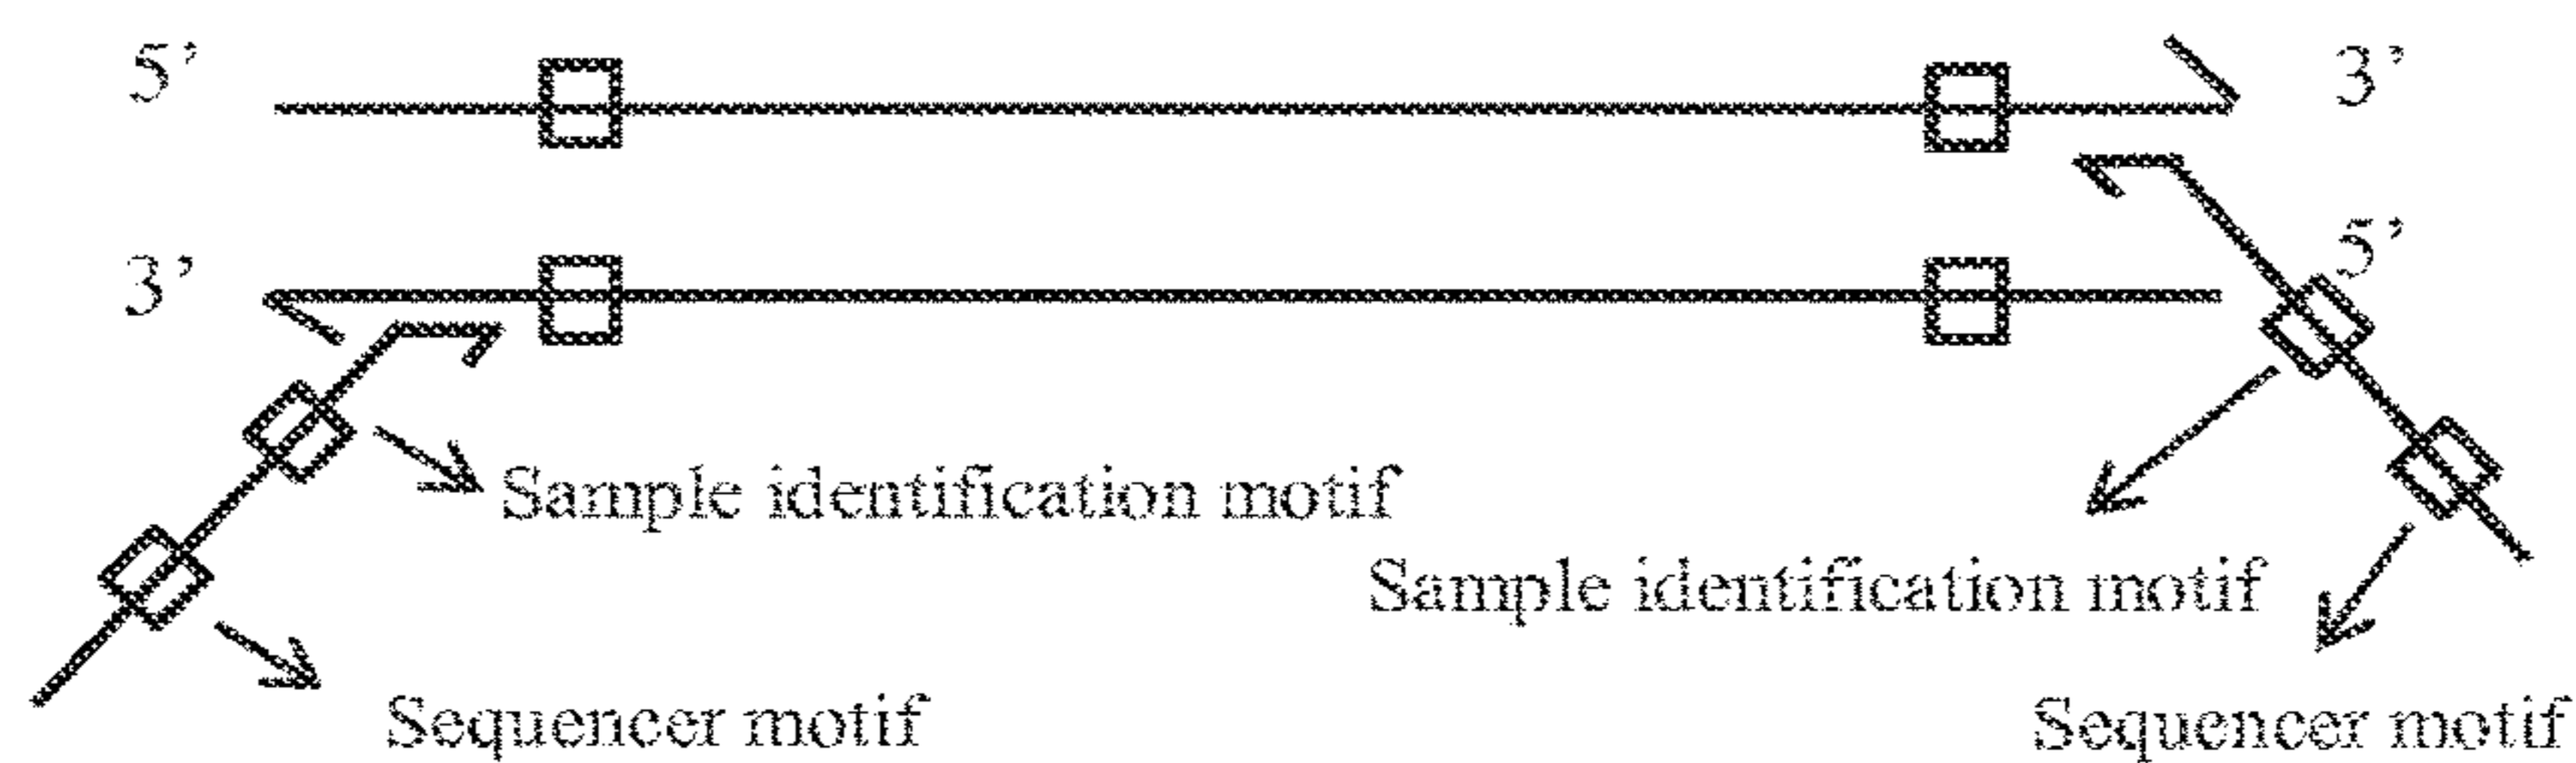 5’
3’
3’
5’
Sample identification motif
Sample identification motif
Sequencer motif
Sequencer motif